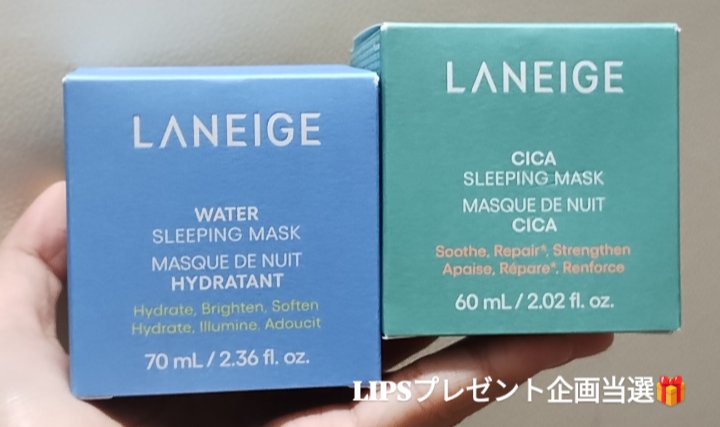 LANEIGE
WATER
SLEEPING MASK
MASQUE DE NUIT
HYDRATANT
Hydrate, Brighten, Soften
Hydrate, Illumine, Adoucit
70 mL / 2.36 fl. oz.
LANEIGE
CICA
SLEEPING MASK
MASQUE DE NUIT
CICA
Soothe, Repair*, Strengthen
Apaise, Répare*, Renforce
60 mL / 2.02 fl. oz.
LIPSプレゼント企画当選🎁